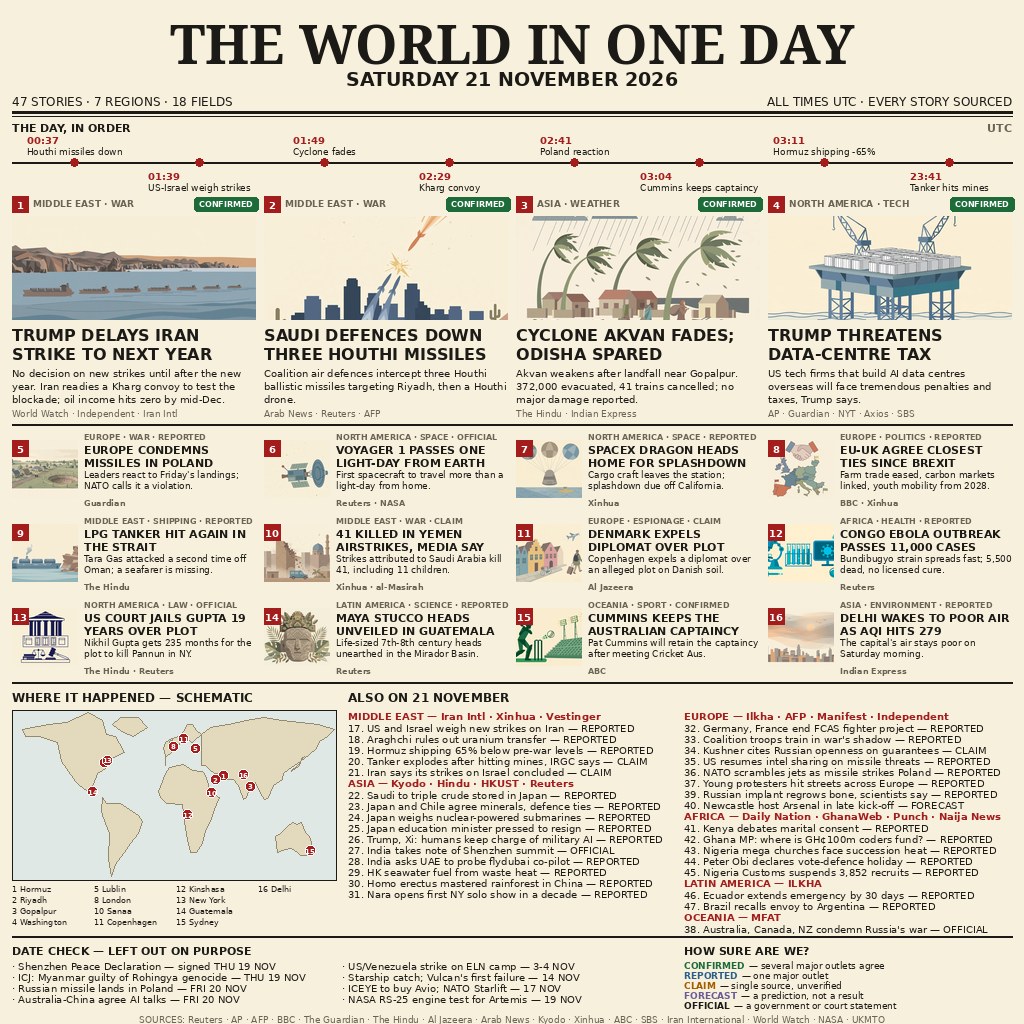 THE WORLD IN ONE DAY
SATURDAY 21 NOVEMBER 2026
47 STORIES · 7 REGIONS · 18 FIELDS
ALL TIMES UTC · EVERY STORY SOURCED
THE DAY, IN ORDER
UTC
00:37
Houthi missiles down
01:49
Cyclone fades
02:41
Poland reaction
03:11
Hormuz shipping -65%
01:39
US-Israel weigh strikes
02:29
Kharg convoy
03:04
Cummins keeps captaincy
23:41
Tanker hits mines
1 MIDDLE EAST · WAR CONFIRMED
TRUMP DELAYS IRAN
STRIKE TO NEXT YEAR
No decision on new strikes until after the new
year. Iran readies a Kharg convoy to test the
blockade; oil income hits zero by mid-Dec.
World Watch · Independent · Iran Intl
2 MIDDLE EAST · WAR CONFIRMED
SAUDI DEFENCES DOWN
THREE HOUTHI MISSILES
Coalition air defences intercept three Houthi
ballistic missiles targeting Riyadh, then a Houthi
drone.
Arab News · Reuters · AFP
3 ASIA · WEATHER CONFIRMED
CYCLONE AKVAN FADES;
ODISHA SPARED
Akvan weakens after landfall near Gopalpur.
372,000 evacuated, 41 trains cancelled; no
major damage reported.
The Hindu · Indian Express
4 NORTH AMERICA · TECH CONFIRMED
TRUMP THREATENS
DATA-CENTRE TAX
US tech firms that build AI data centres
overseas will face tremendous penalties and
taxes, Trump says.
AP · Guardian · NYT · Axios · SBS
5
EUROPE · WAR · REPORTED
EUROPE CONDEMNS
MISSILES IN POLAND
Leaders react to Friday's landings;
NATO calls it a violation.
Guardian
6
NORTH AMERICA · SPACE · OFFICIAL
VOYAGER 1 PASSES ONE
LIGHT-DAY FROM EARTH
First spacecraft to travel more than a
light-day from home.
Reuters · NASA
7
NORTH AMERICA · SPACE · REPORTED
SPACEX DRAGON HEADS
HOME FOR SPLASHDOWN
Cargo craft leaves the station;
splashdown due off California.
Xinhua
8
EUROPE · POLITICS · REPORTED
EU-UK AGREE CLOSEST
TIES SINCE BREXIT
Farm trade eased, carbon markets
linked, youth mobility from 2028.
BBC · Xinhua
9
MIDDLE EAST · SHIPPING · REPORTED
LPG TANKER HIT AGAIN IN
THE STRAIT
Tara Gas attacked a second time off
Oman; a seafarer is missing.
The Hindu
10
MIDDLE EAST · WAR · CLAIM
41 KILLED IN YEMEN
AIRSTRIKES, MEDIA SAY
Strikes attributed to Saudi Arabia kill
41, including 11 children.
Xinhua · al-Masirah
11
EUROPE · ESPIONAGE · CLAIM
DENMARK EXPELS
DIPLOMAT OVER PLOT
Copenhagen expels a diplomat over
an alleged plot on Danish soil.
Al Jazeera
12
AFRICA · HEALTH · REPORTED
CONGO EBOLA OUTBREAK
PASSES 11,000 CASES
Bundibugyo strain spreads fast; 5,500
dead, no licensed cure.
Reuters
13
NORTH AMERICA · LAW · OFFICIAL
US COURT JAILS GUPTA 19
YEARS OVER PLOT
Nikhil Gupta gets 235 months for the
plot to kill Pannun in NY.
The Hindu · Reuters
14
LATIN AMERICA · SCIENCE · REPORTED
MAYA STUCCO HEADS
UNVEILED IN GUATEMALA
Life-sized 7th-8th century heads
unearthed in the Mirador Basin.
Reuters
15
OCEANIA · SPORT · CONFIRMED
CUMMINS KEEPS THE
AUSTRALIAN CAPTAINCY
Pat Cummins will retain the captaincy
after meeting Cricket Aus.
ABC
16
ASIA · ENVIRONMENT · REPORTED
DELHI WAKES TO POOR AIR
AS AQI HITS 279
The capital's air stays poor on
Saturday morning.
Indian Express
WHERE IT HAPPENED — SCHEMATIC
1 Hormuz
2 Riyadh
3 Gopalpur
4 Washington
5 Lublin
8 London
10 Sanaa
11 Copenhagen
12 Kinshasa
13 New York
14 Guatemala
15 Sydney
16 Delhi
ALSO ON 21 NOVEMBER
MIDDLE EAST — Iran Intl · Xinhua · Vestinger
17. US and Israel weigh new strikes on Iran — REPORTED
18. Araghchi rules out uranium transfer — REPORTED
19. Hormuz shipping 65% below pre-war levels — REPORTED
20. Tanker explodes after hitting mines, IRGC says — CLAIM
21. Iran says its strikes on Israel concluded — CLAIM
ASIA — Kyodo · Hindu · HKUST · Reuters
22. Saudi to triple crude stored in Japan — REPORTED
23. Japan and Chile agree minerals, defence ties — REPORTED
24. Japan weighs nuclear-powered submarines — REPORTED
25. Japan education minister pressed to resign — REPORTED
26. Trump, Xi: humans keep charge of military AI — REPORTED
27. India takes note of Shenzhen summit — OFFICIAL
28. India asks UAE to probe flydubai co-pilot — REPORTED
29. HK seawater fuel from waste heat — REPORTED
30. Homo erectus mastered rainforest in China — REPORTED
31. Nara opens first NY solo show in a decade — REPORTED
EUROPE — Ilkha · AFP · Manifest · Independent
32. Germany, France end FCAS fighter project — REPORTED
33. Coalition troops train in war's shadow — REPORTED
34. Kushner cites Russian openness on guarantees — CLAIM
35. US resumes intel sharing on missile threats — REPORTED
36. NATO scrambles jets as missile strikes Poland — REPORTED
37. Young protesters hit streets across Europe — REPORTED
39. Russian implant regrows bone, scientists say — REPORTED
40. Newcastle host Arsenal in late kick-off — FORECAST
AFRICA — Daily Nation · GhanaWeb · Punch · Naija News
41. Kenya debates marital consent — REPORTED
42. Ghana MP: where is GH¢100m coders fund? — REPORTED
43. Nigeria mega churches face succession heat — REPORTED
44. Peter Obi declares vote-defence holiday — REPORTED
45. Nigeria Customs suspends 3,852 recruits — REPORTED
LATIN AMERICA — ILKHA
46. Ecuador extends emergency by 30 days — REPORTED
47. Brazil recalls envoy to Argentina — REPORTED
OCEANIA — MFAT
38. Australia, Canada, NZ condemn Russia's war — OFFICIAL
DATE CHECK — LEFT OUT ON PURPOSE
· Shenzhen Peace Declaration — signed THU 19 NOV
· ICJ: Myanmar guilty of Rohingya genocide — THU 19 NOV
· Russian missile lands in Poland — FRI 20 NOV
· Australia-China agree AI talks — FRI 20 NOV
· US/Venezuela strike on ELN camp — 3-4 NOV
· Starship catch; Vulcan's first failure — 14 NOV
· ICEYE to buy Avio; NATO Starlift — 17 NOV
· NASA RS-25 engine test for Artemis — 19 NOV
HOW SURE ARE WE?
CONFIRMED — several major outlets agree
REPORTED — one major outlet
CLAIM — single source, unverified
FORECAST — a prediction, not a result
OFFICIAL — a government or court statement
SOURCES: Reuters · AP · AFP · BBC · The Guardian · The Hindu · Al Jazeera · Arab News · Kyodo · Xinhua · ABC · SBS · Iran International · World Watch · NASA · UKMTO